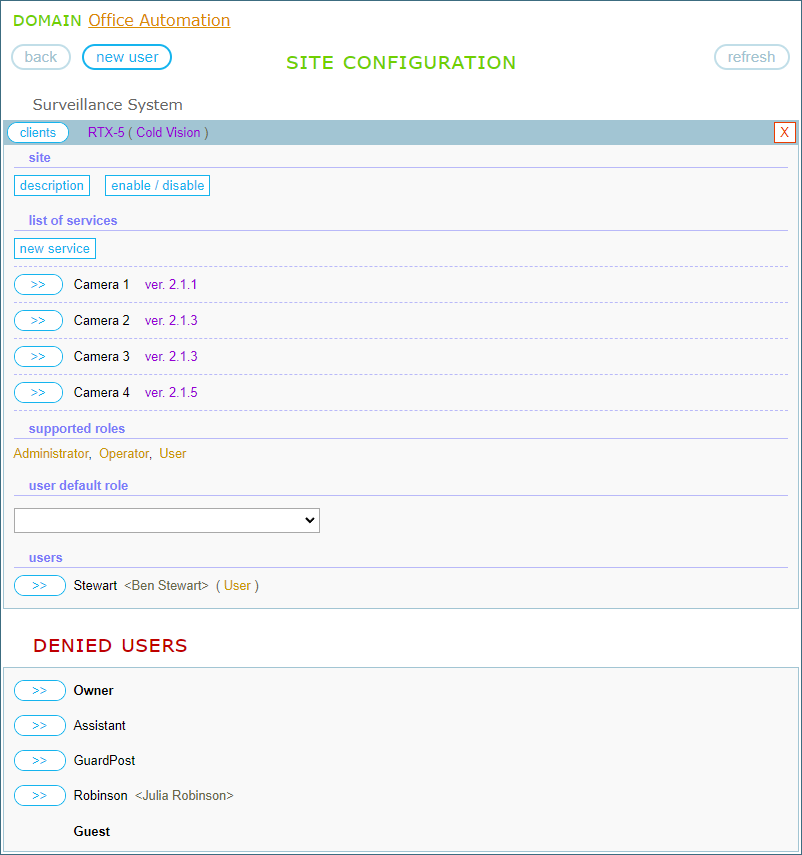 DOMAIN Office Automation
back new user SITE CONFIGURATION refresh
Surveillance System
clients RTX-5 ( Cold Vision ) X
site
description enable / disable
list of services
new service
>> Camera 1 ver. 2.1.1
>> Camera 2 ver. 2.1.3
>> Camera 3 ver. 2.1.3
>> Camera 4 ver. 2.1.5
supported roles
Administrator, Operator, User
user default role
users
>> Stewart <Ben Stewart> ( User )
DENIED USERS
>> Owner
>> Assistant
>> GuardPost
>> Robinson <Julia Robinson>
Guest